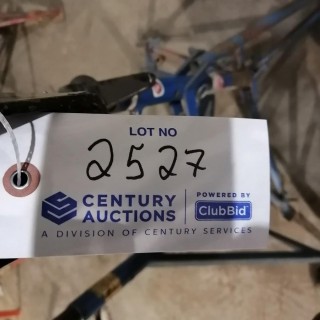 LOT NO
2527
CENTURY AUCTIONS
POWERED BY
ClubBid
A DIVISION OF CENTURY SERVICES